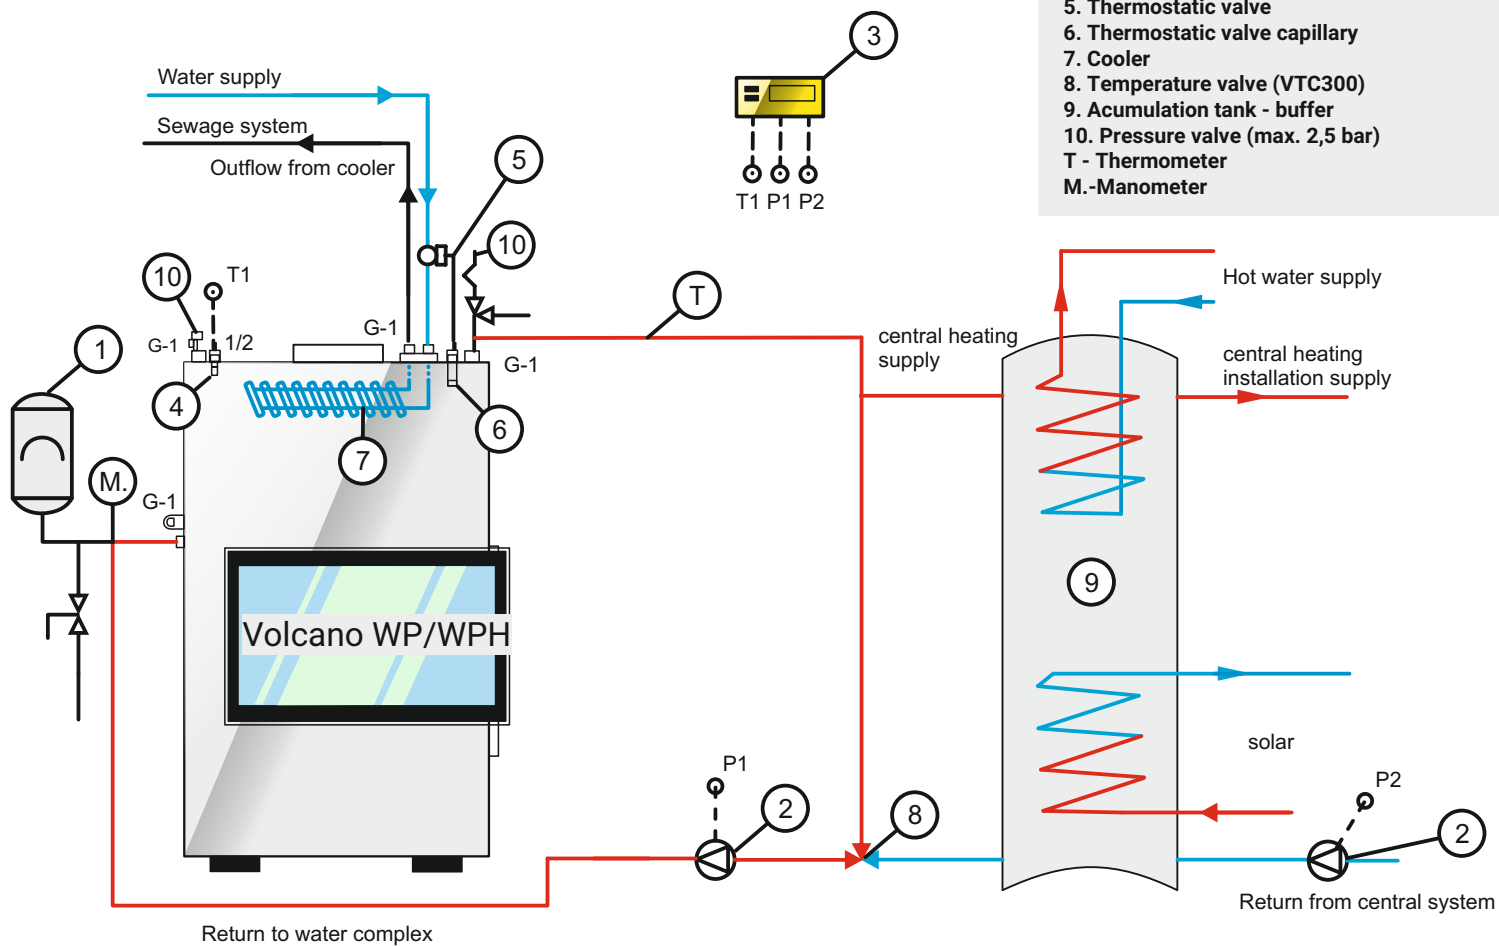 5. Thermostatic valve
6. Thermostatic valve capillary
7. Cooler
8. Temperature valve (VTC300)
9. Acumulation tank - buffer
10. Pressure valve (max. 2,5 bar)
T - Thermometer
M.-Manometer
3
Water supply
Sewage system
Outflow from cooler
5
T1 P1 P2
10
10
T1
T
Hot water supply
G-1
1/2
G-1
G-1
1
central heating
supply
central heating
installation supply
4
6
7
M.
G-1
9
Volcano WP/WPH
solar
P1
P2
2
8
2
Return from central system
Return to water complex